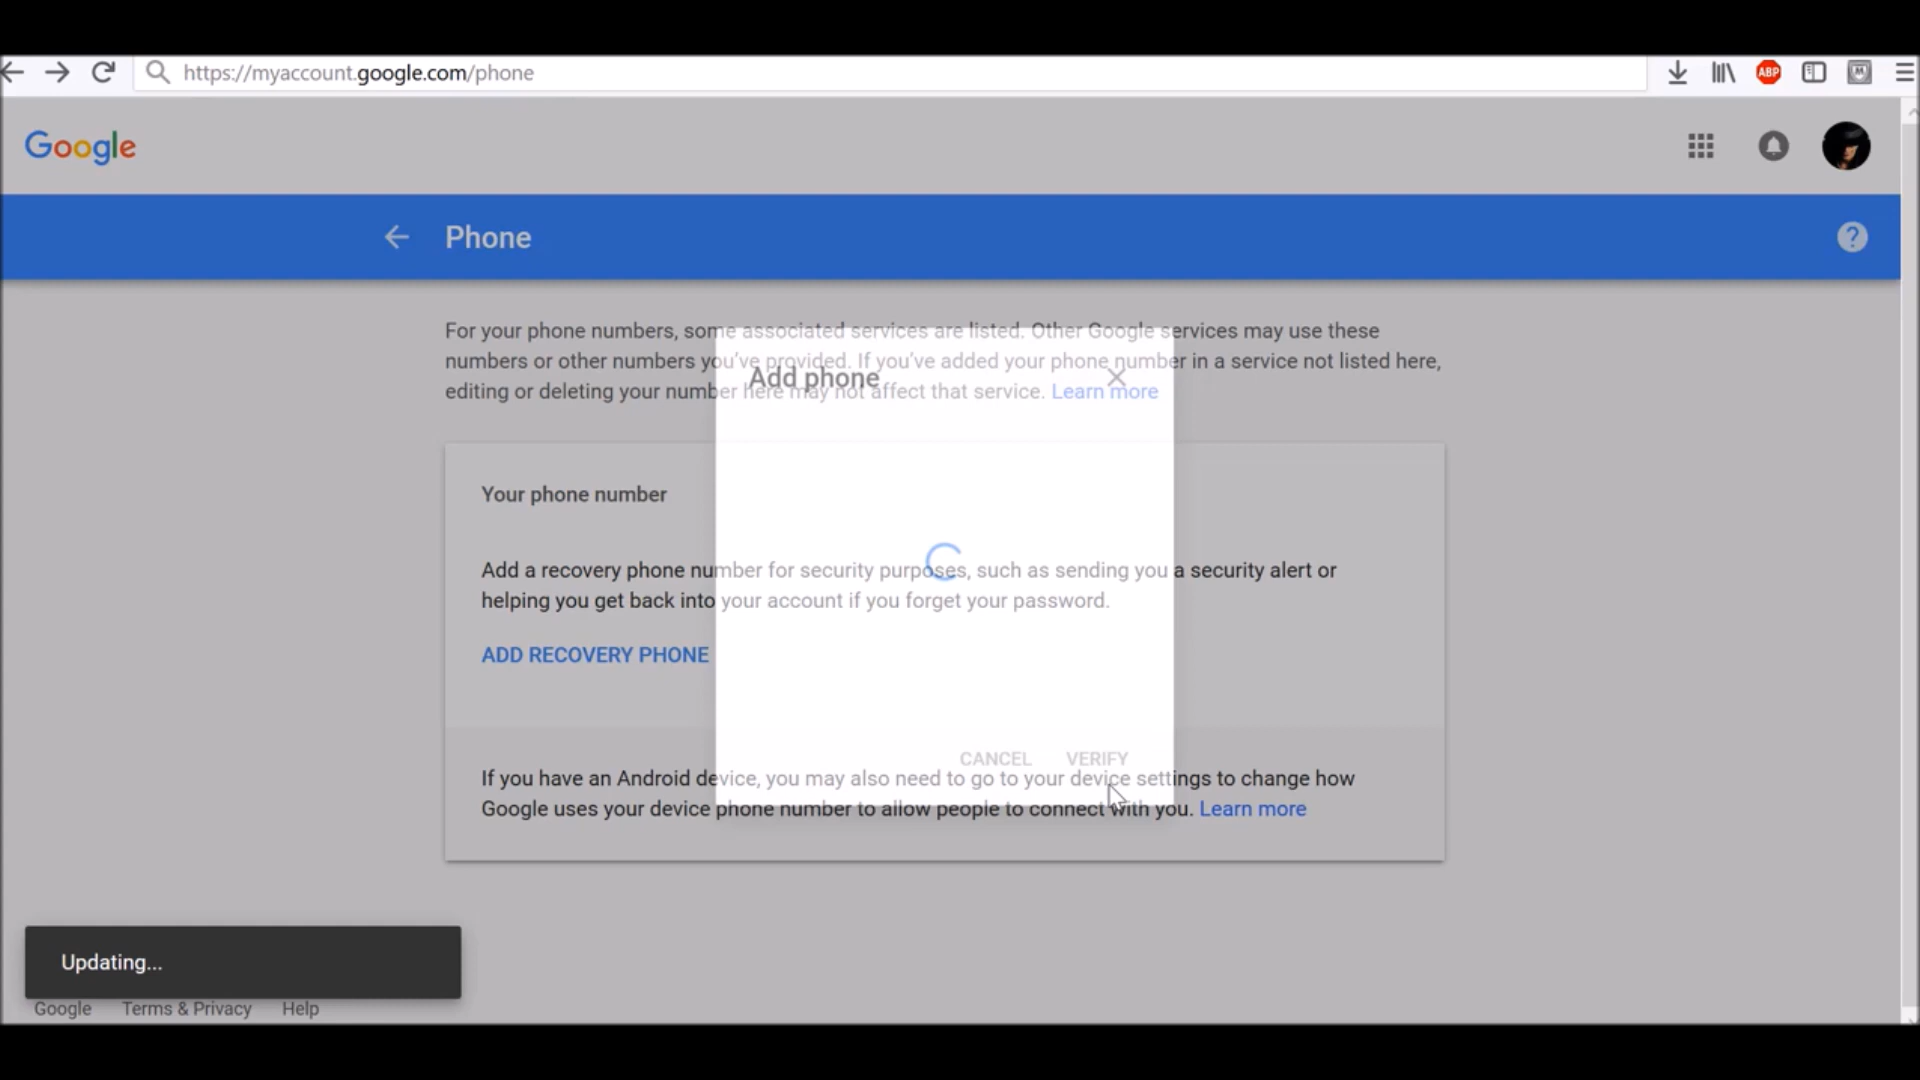 https://myaccount.google.com/phone
ABP
Google
Phone
?
For your phone numbers, some associated services are listed. Other Google services may use these
numbers or other numbers you've provided. If you've added your phone number in a service not listed here,
editing or deleting your number here may not affect that service. Learn more
Add phone
Your phone number
Add a recovery phone number for security purposes, such as sending you a security alert or
helping you get back into your account if you forget your password.
ADD RECOVERY PHONE
CANCEL VERIFY
If you have an Android device, you may also need to go to your device settings to change how
Google uses your device phone number to allow people to connect with you. Learn more
Updating...
Google Terms & Privacy Help